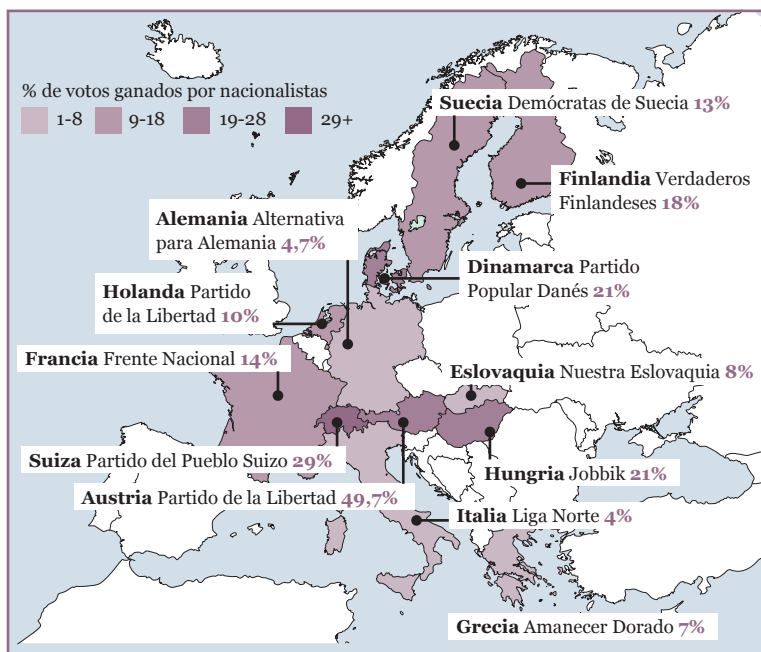 % de votos ganados por nacionalistas
1-8 9-18 19-28 29+
Suecia Demócratas de Suecia 13%
Finlandia Verdaderos
Finlandeses 18%
Alemania Alternativa
para Alemania 4,7%
Dinamarca Partido
Popular Danés 21%
Holanda Partido
de la Libertad 10%
Francia Frente Nacional 14%
Eslovaquia Nuestra Eslovaquia 8%
Suiza Partido del Pueblo Suizo 29%
Hungria Jobbik 21%
Austria Partido de la Libertad 49,7%
Italia Liga Norte 4%
Grecia Amanecer Dorado 7%